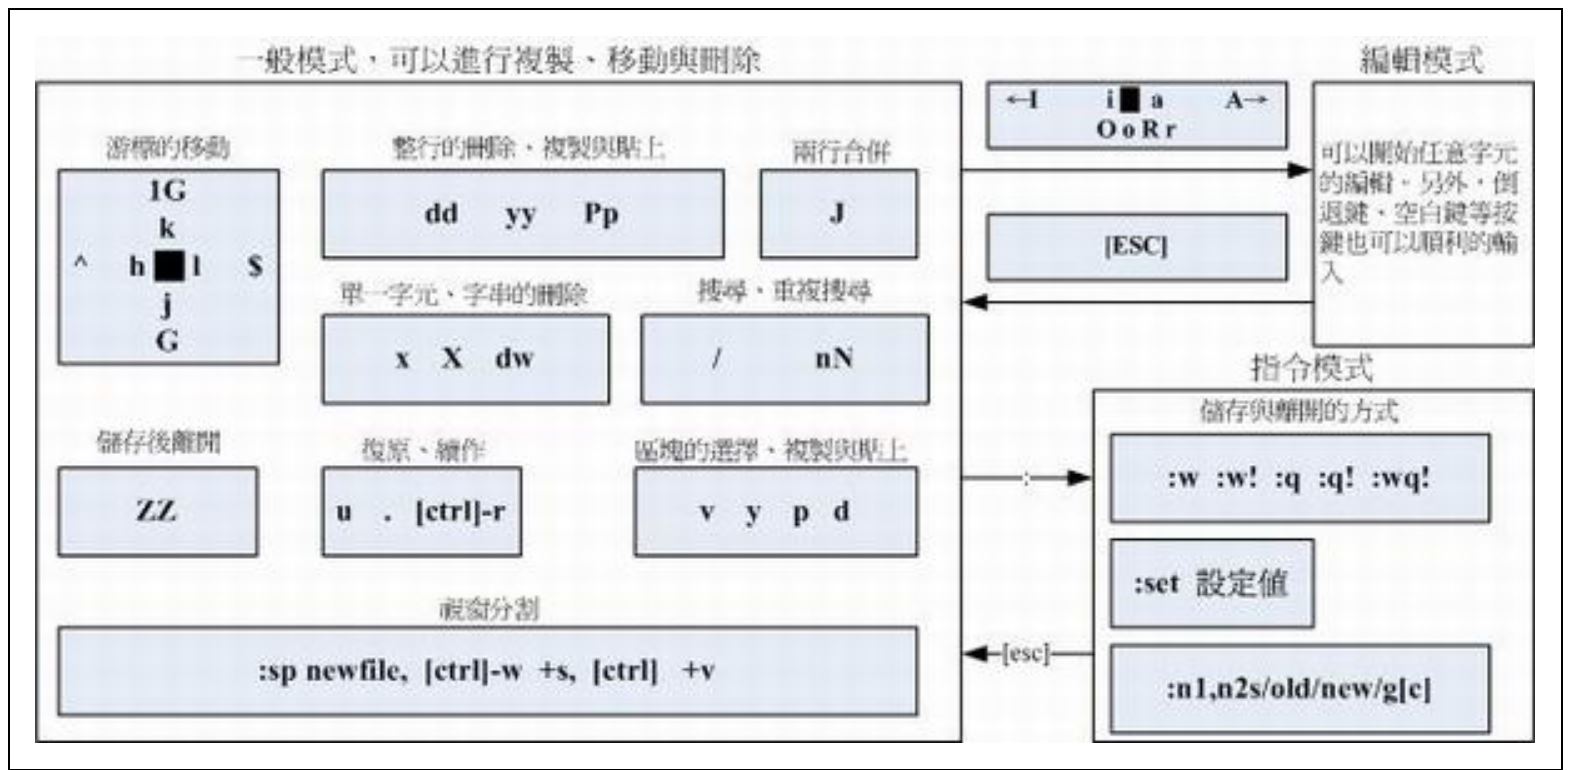 一般模式，可以進行複製、移動與刪除
編輯模式
←I i a A→
O o R r
可以開始任意字元
的編輯。另外，倒
退鍵、空白鍵等按
鍵也可以順利的輸
入
[ESC]
游標的移動
1G
k
^ h l $
j
G
整行的刪除、複製與貼上
dd yy Pp
兩行合併
J
單一字元、字串的刪除
x X dw
搜尋、重複搜尋
/ nN
儲存後離開
ZZ
復原、續作
u . [ctrl]-r
區塊的選擇、複製與貼上
v y p d
視窗分割
:sp newfile, [ctrl]-w +s, [ctrl] +v
:
[esc]
指令模式
儲存與離開的方式
:w :w! :q :q! :wq!
:set 設定值
:n1,n2s/old/new/g[c]